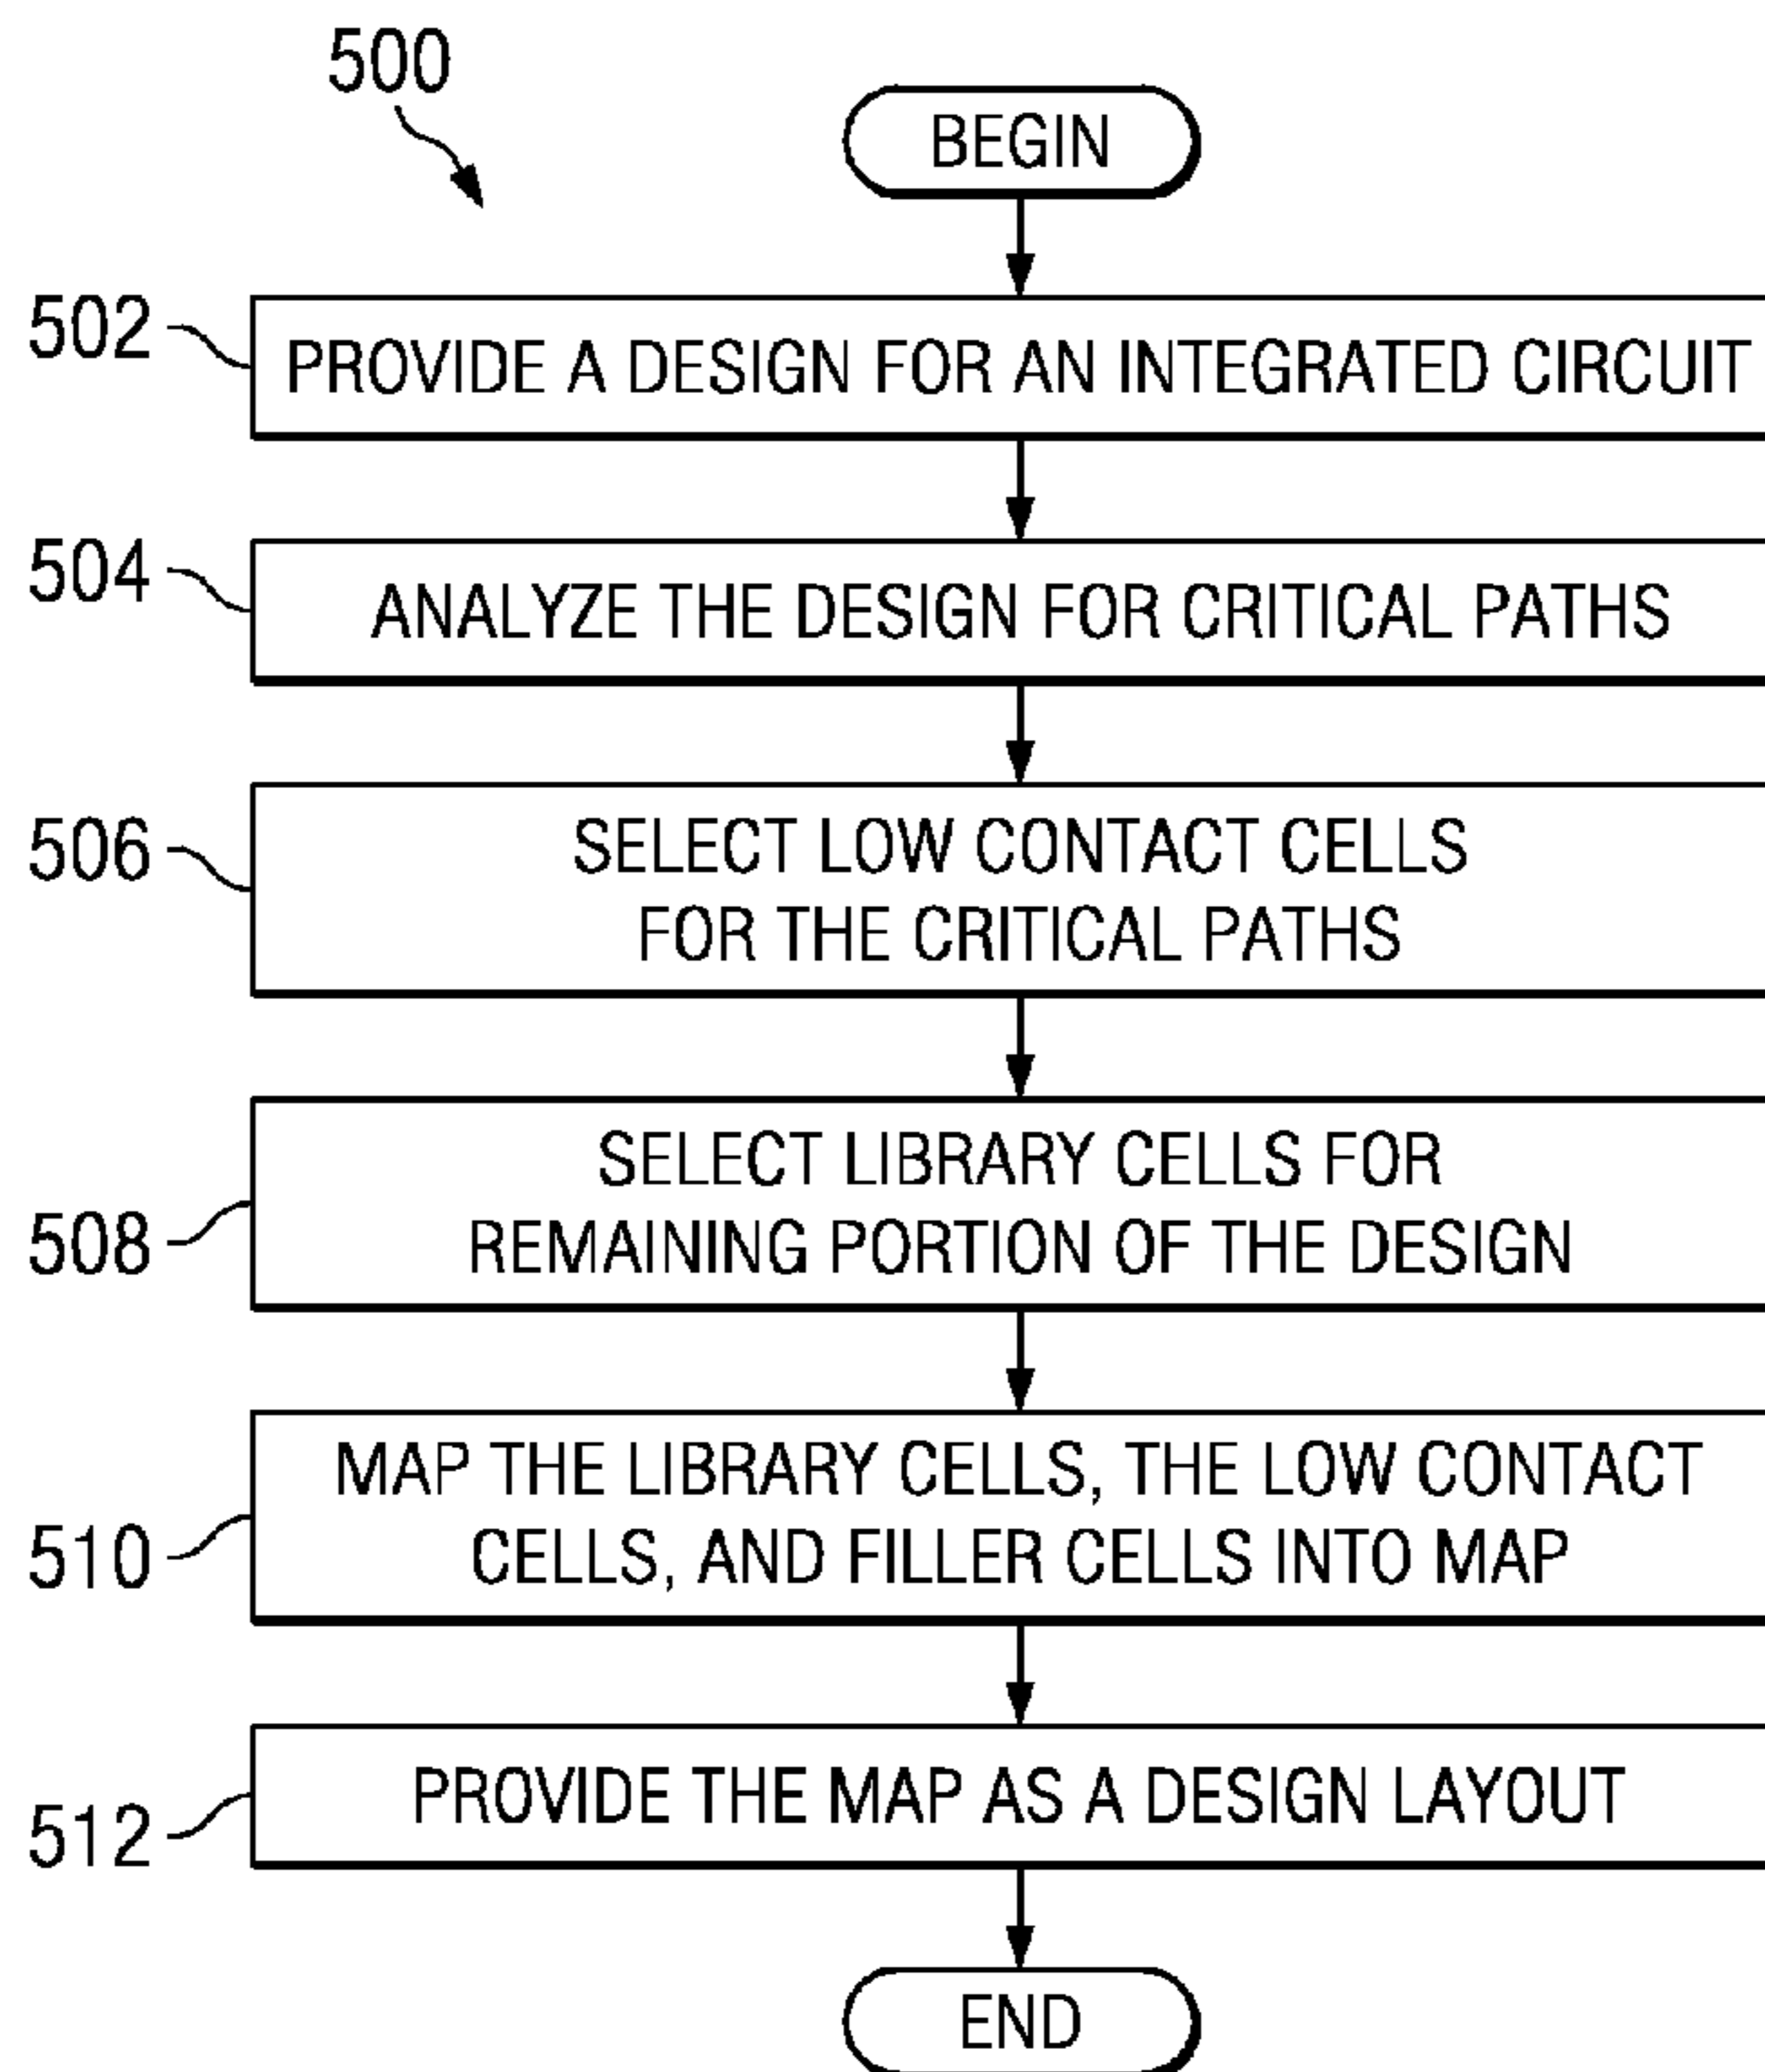 500
BEGIN
502
PROVIDE A DESIGN FOR AN INTEGRATED CIRCUIT
504
ANALYZE THE DESIGN FOR CRITICAL PATHS
506
SELECT LOW CONTACT CELLS
FOR THE CRITICAL PATHS
508
SELECT LIBRARY CELLS FOR
REMAINING PORTION OF THE DESIGN
510
MAP THE LIBRARY CELLS, THE LOW CONTACT
CELLS, AND FILLER CELLS INTO MAP
512
PROVIDE THE MAP AS A DESIGN LAYOUT
END